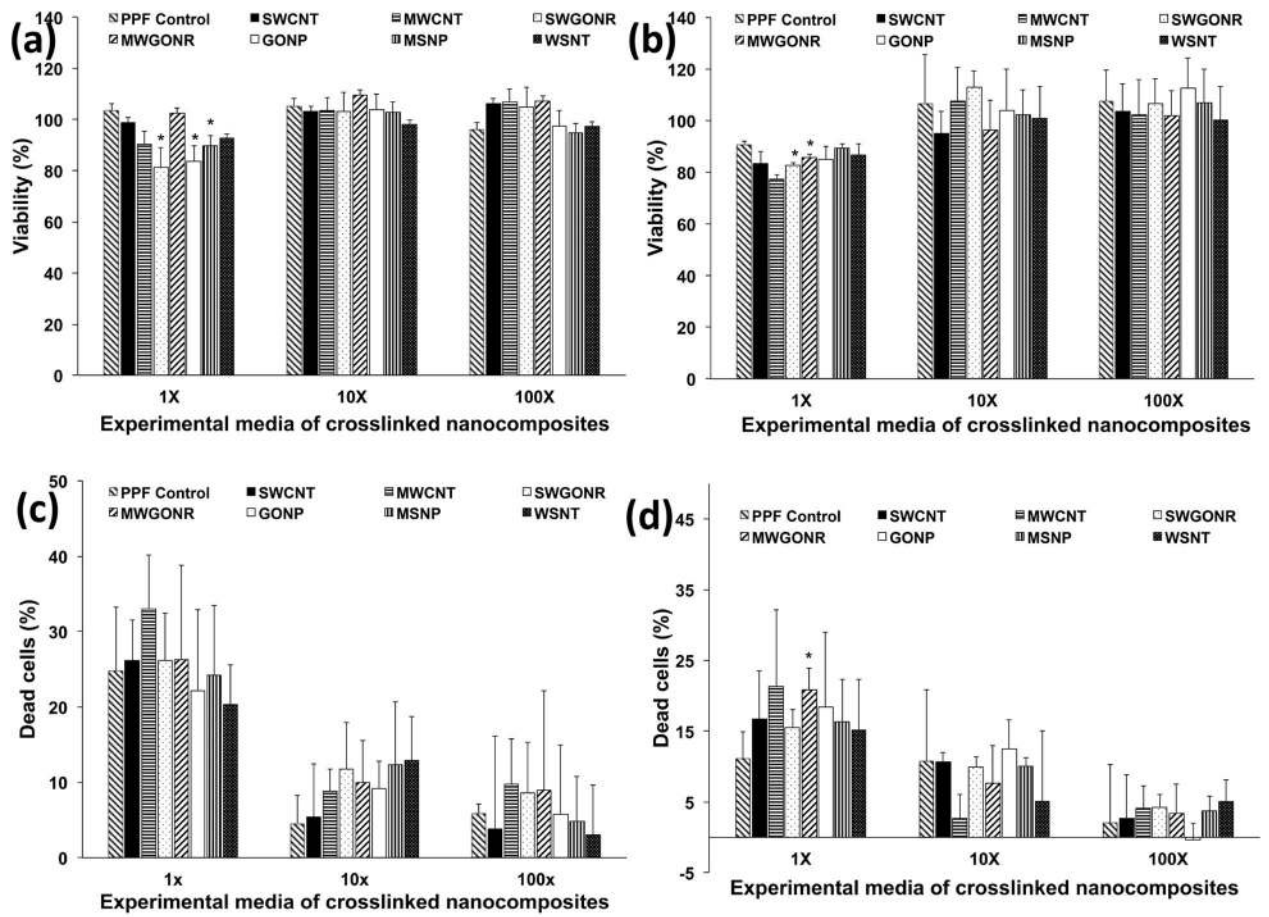 (a)
PPF Control SWCNT MWCNT SWGONR
MWGONR GONP MSNP WSNT
140
120
100
80
60
40
20
0
Viability (%)
* * *
1X 10X 100X
Experimental media of crosslinked nanocomposites
(b)
PPF Control SWCNT MWCNT SWGONR
MWGONR GONP MSNP WSNT
140
120
100
80
60
40
20
0
Viability (%)
* *
1X 10X 100X
Experimental media of crosslinked nanocomposites
(c)
PPF Control SWCNT MWCNT SWGONR
MWGONR GONP MSNP WSNT
50
40
30
20
10
0
Dead cells (%)
1x 10x 100x
Experimental media of crosslinked nanocomposites
(d)
PPF Control SWCNT MWCNT SWGONR
MWGONR GONP MSNP WSNT
45
35
25
15
5
-5
Dead cells (%)
*
1X 10X 100X
Experimental media of crosslinked nanocomposites